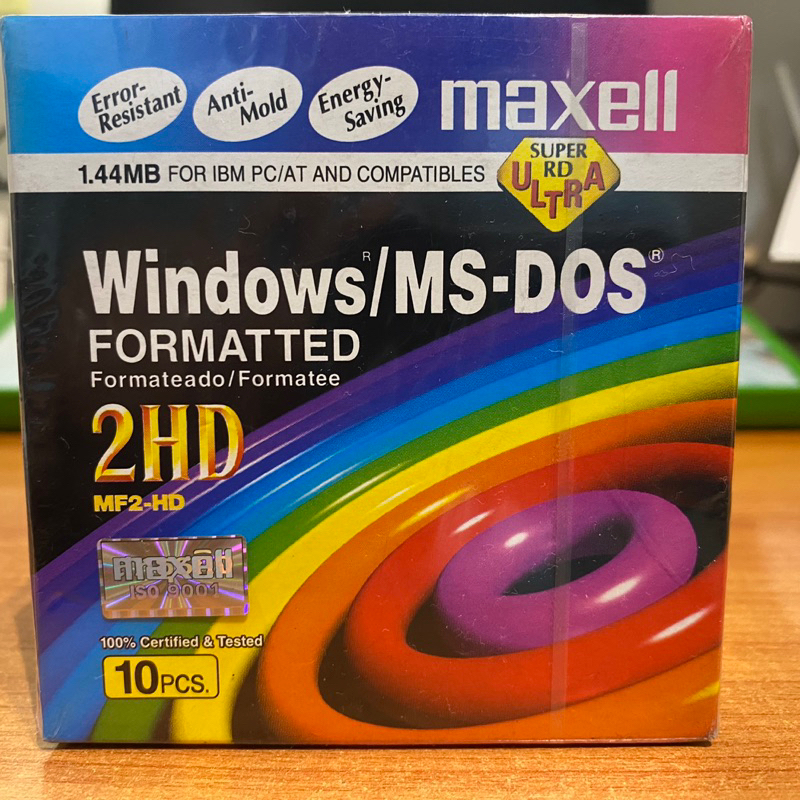 Error-
Resistant
Anti-
Mold
Energy-
Saving
maxell
1.44MB FOR IBM PC/AT AND COMPATIBLES
SUPER
RD
ULTRA
Windows®/MS-DOS®
FORMATTED
Formateado/Formatee
2HD
MF2-HD
maxell
ISO 9001
100% Certified & Tested
10PCS.